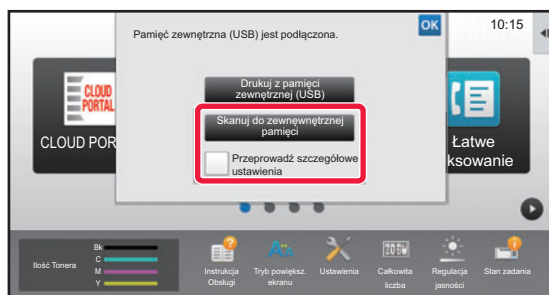 Pamięć zewnętrzna (USB) jest podłączona.
OK
10:15
Drukuj z pamięci
zewnętrznej (USB)
Skanuj do zewnęwnętrznej
pamięci
Przeprowadź szczegółowe
ustawienia
CLOUD
PORTAL
CLOUD POR
Łatwe
ksowanie
Ilość Tonera
Bk
C
M
Y
Instrukcja
Obsługi
Tryb powiększ.
ekranu
Ustawienia
Całkowita
liczba
Regulacja
jasności
Stan zadania